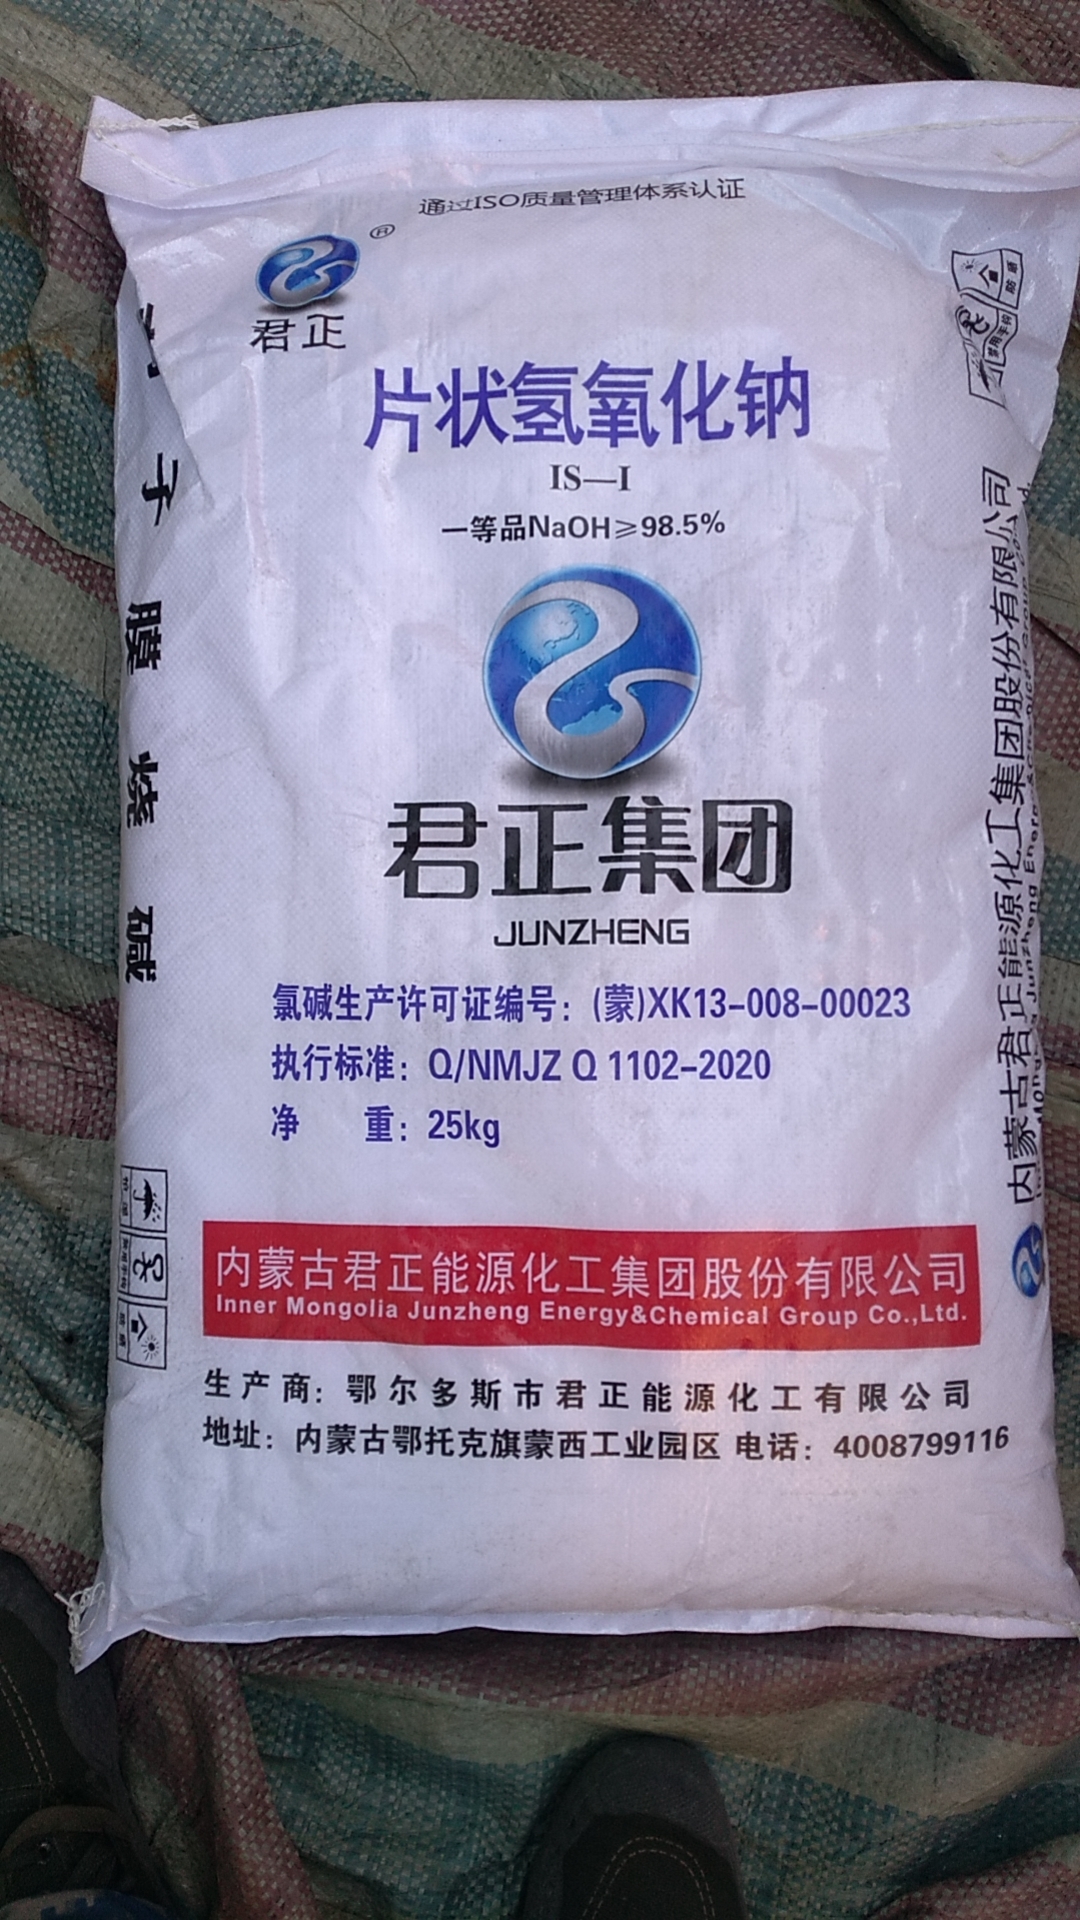 通过ISO质量管理体系认证
®
君正
片状氢氧化钠
IS—I
一等品NaOH≥98.5%
君正集团
JUNZHENG
氯碱生产许可证编号：(蒙)XK13-008-00023
执行标准：Q/NMJZ Q 1102-2020
净 重：25kg
内蒙古君正能源化工集团股份有限公司
Inner Mongolia Junzheng Energy&Chemical Group Co.,Ltd.
生产商：鄂尔多斯市君正能源化工有限公司
地址：内蒙古鄂托克旗蒙西工业园区 电话：4008799116
子膜烧碱
防晒
禁用手钩
内蒙古君正能源化工集团股份有限公司